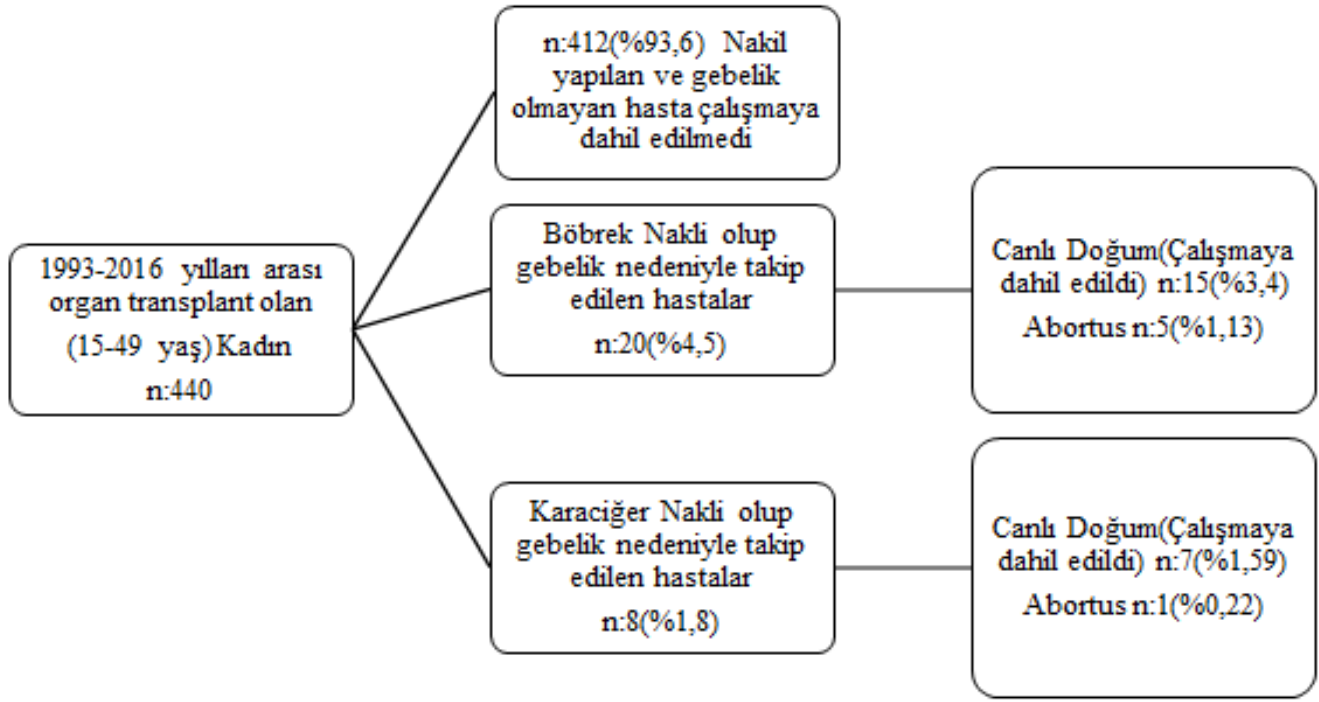 1993-2016 yılları arası
organ transplant olan
(15-49 yaş) Kadın
n:440
n:412(%93,6) Nakil
yapılan ve gebelik
olmayan hasta çalışmaya
dahil edilmedi
Böbrek Nakli olup
gebelik nedeniyle takip
edilen hastalar
n:20(%4,5)
Karaciğer Nakli olup
gebelik nedeniyle takip
edilen hastalar
n:8(%1,8)
Canlı Doğum(Çalışmaya
dahil edildi) n:15(%3,4)
Abortus n:5(%1,13)
Canlı Doğum(Çalışmaya
dahil edildi) n:7(%1,59)
Abortus n:1(%0,22)